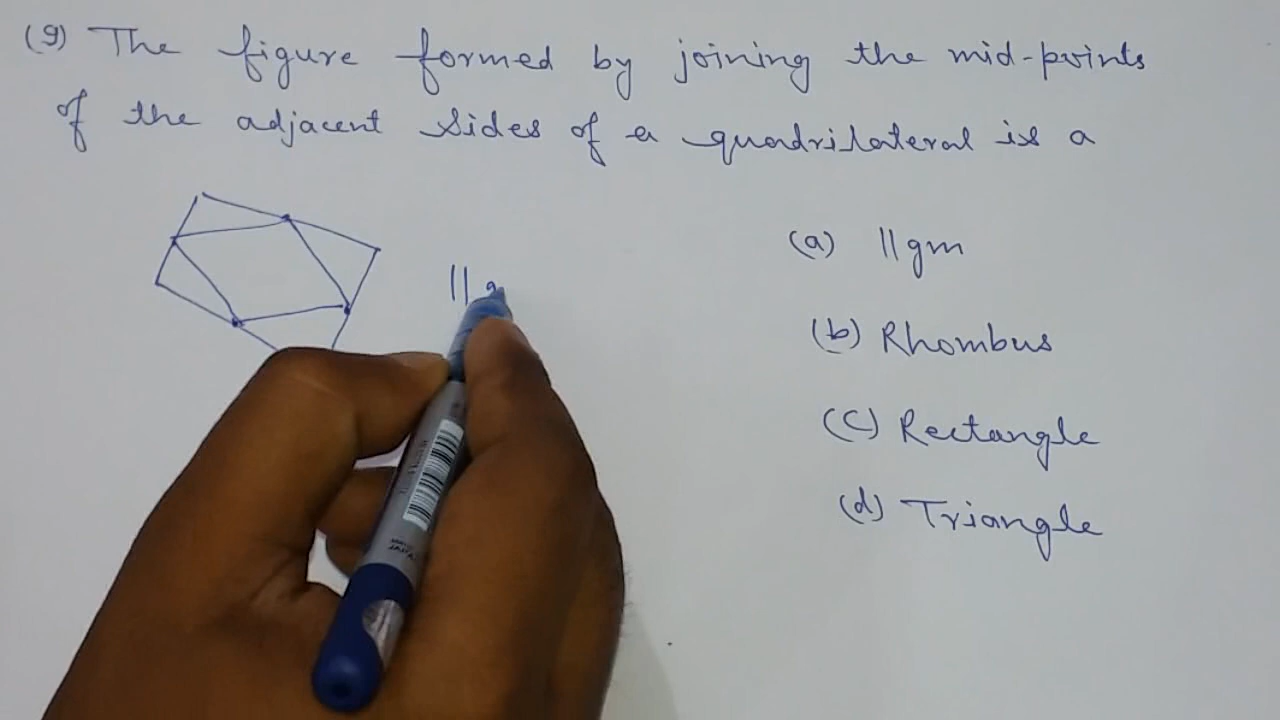 (9) The figure formed by joining the mid-points
of the adjacent sides of a quadrilateral is a
(a) ||gm
|| g
(b) Rhombus
(c) Rectangle
(d) Triangle